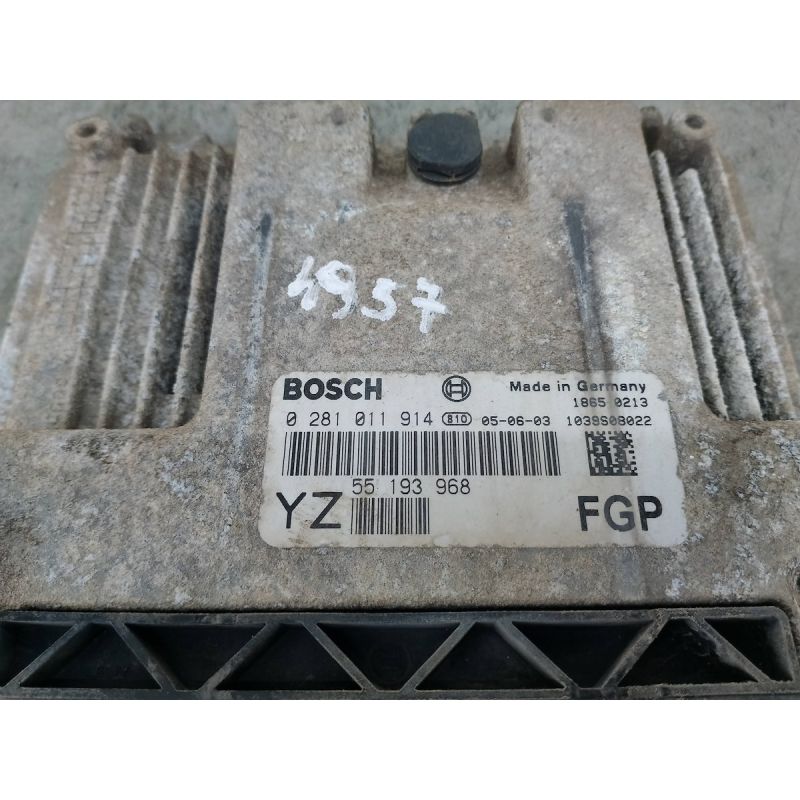 4957
BOSCH Made in Germany
1865 0213
0 281 011 914 810 05-06-03 1039S08022
55 193 968
YZ FGP